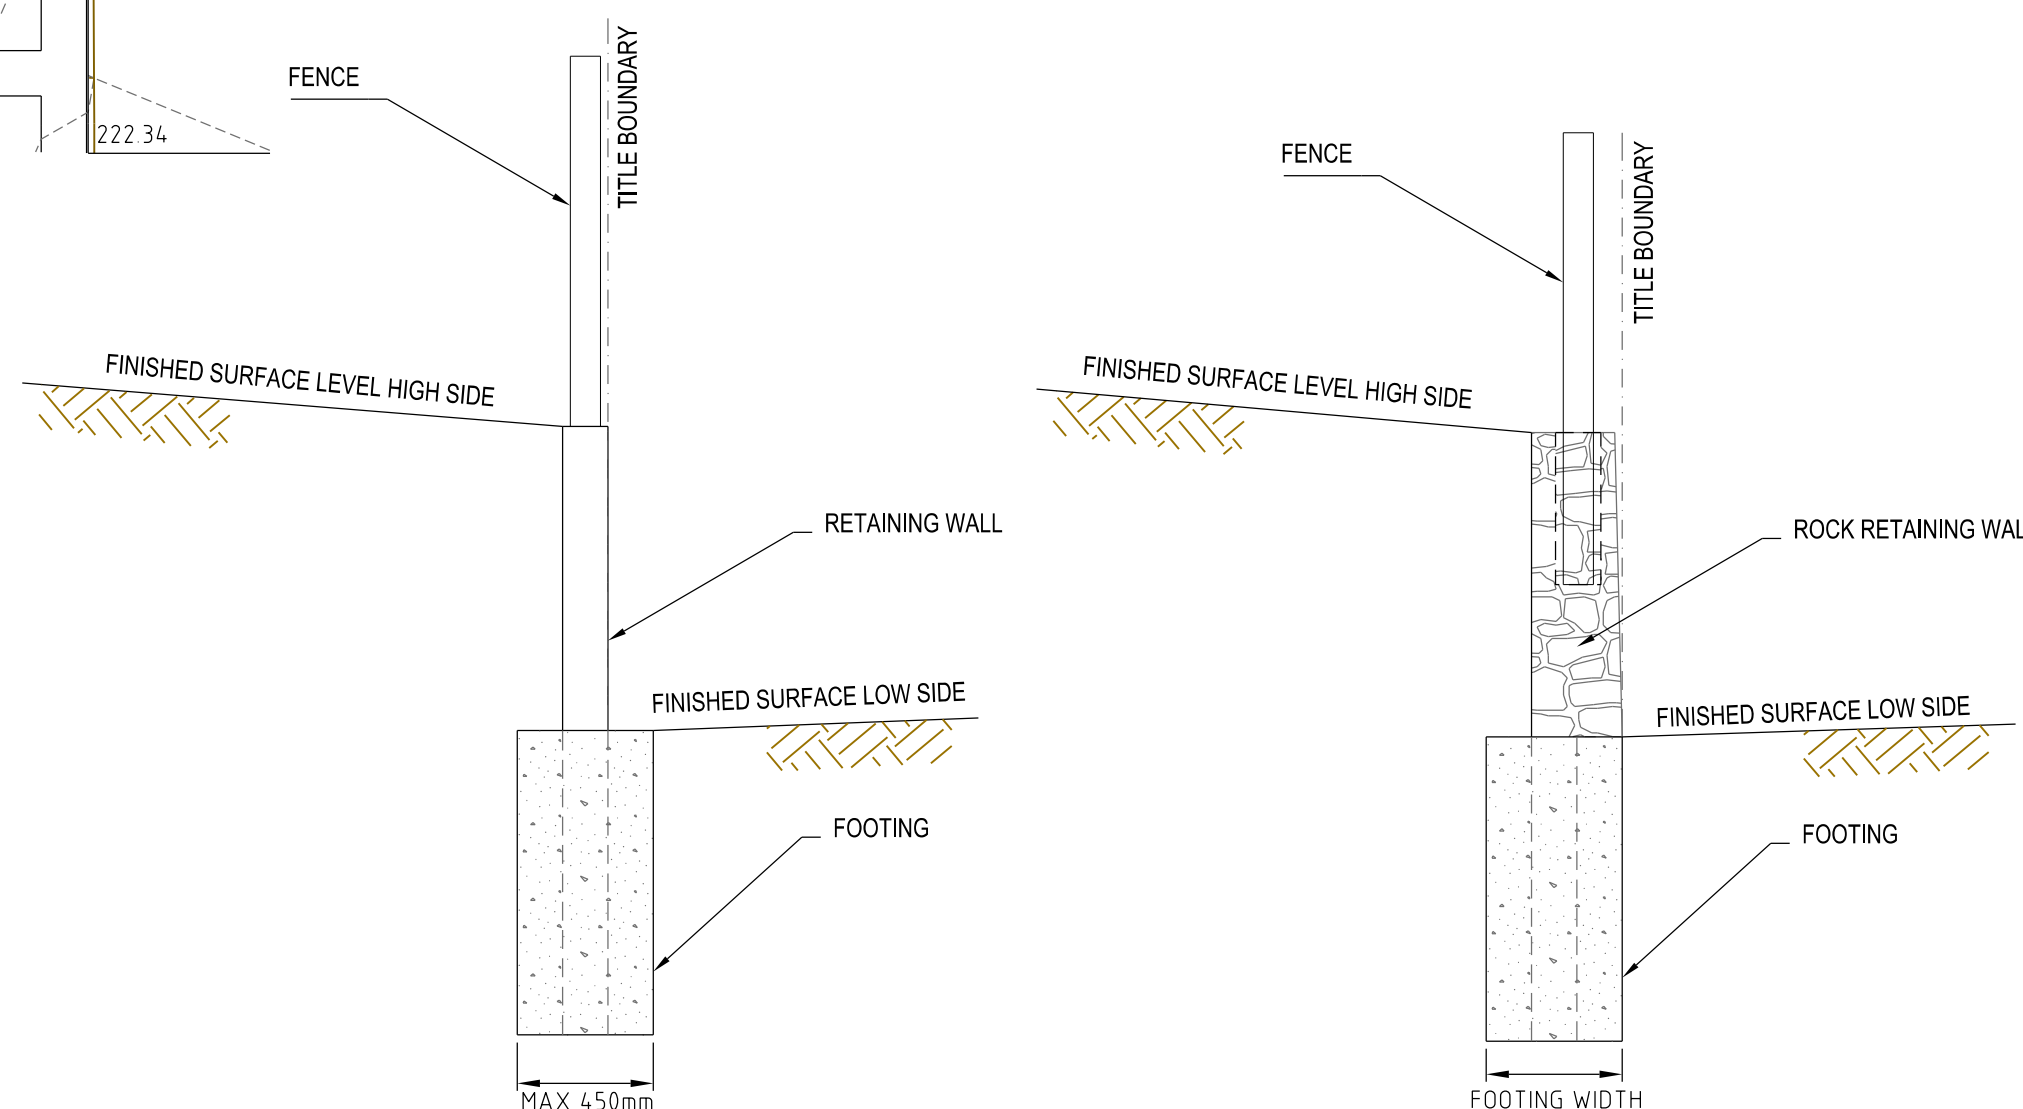 222.34
FENCE
TITLE BOUNDARY
FINISHED SURFACE LEVEL HIGH SIDE
RETAINING WALL
FINISHED SURFACE LOW SIDE
FOOTING
MAX 450mm
FENCE
TITLE BOUNDARY
FINISHED SURFACE LEVEL HIGH SIDE
ROCK RETAINING WAL
FINISHED SURFACE LOW SIDE
FOOTING
FOOTING WIDTH